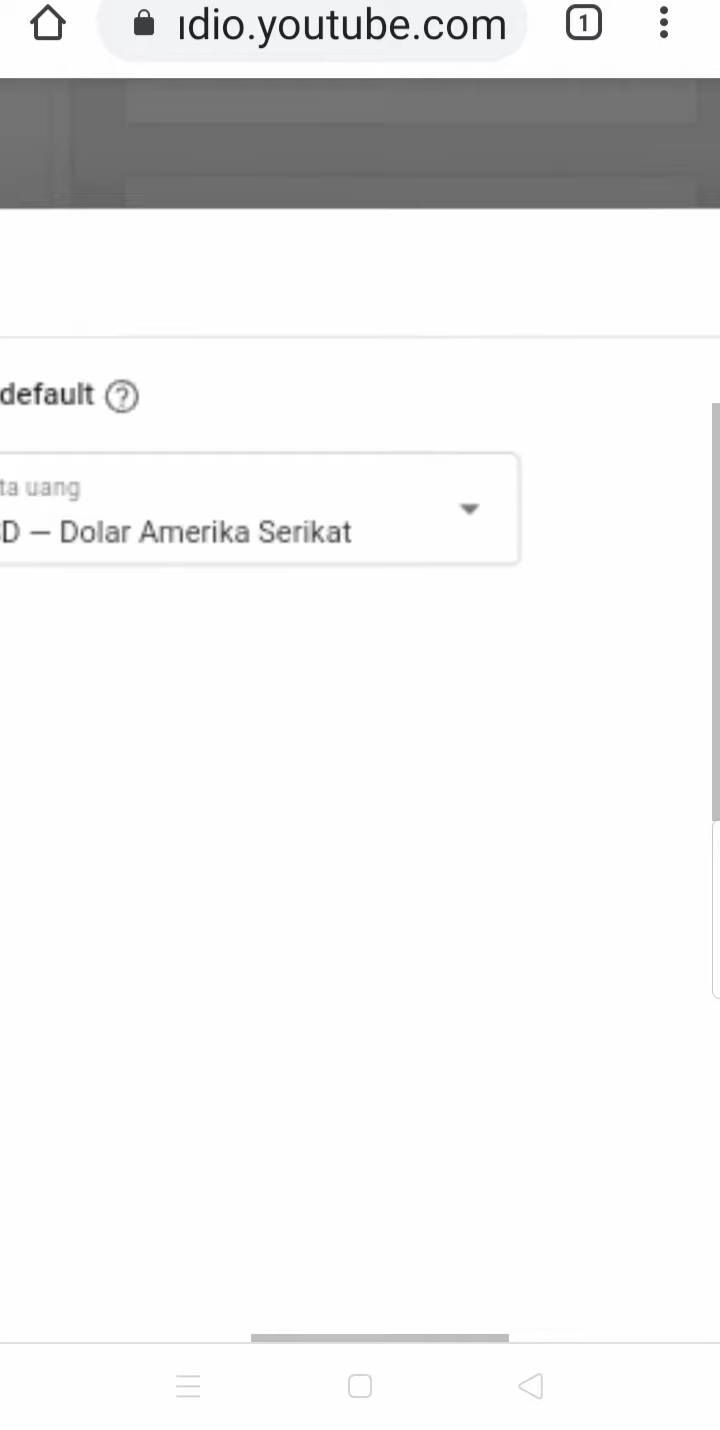 ıdio.youtube.com
1
default ?
ta uang
D — Dolar Amerika Serikat